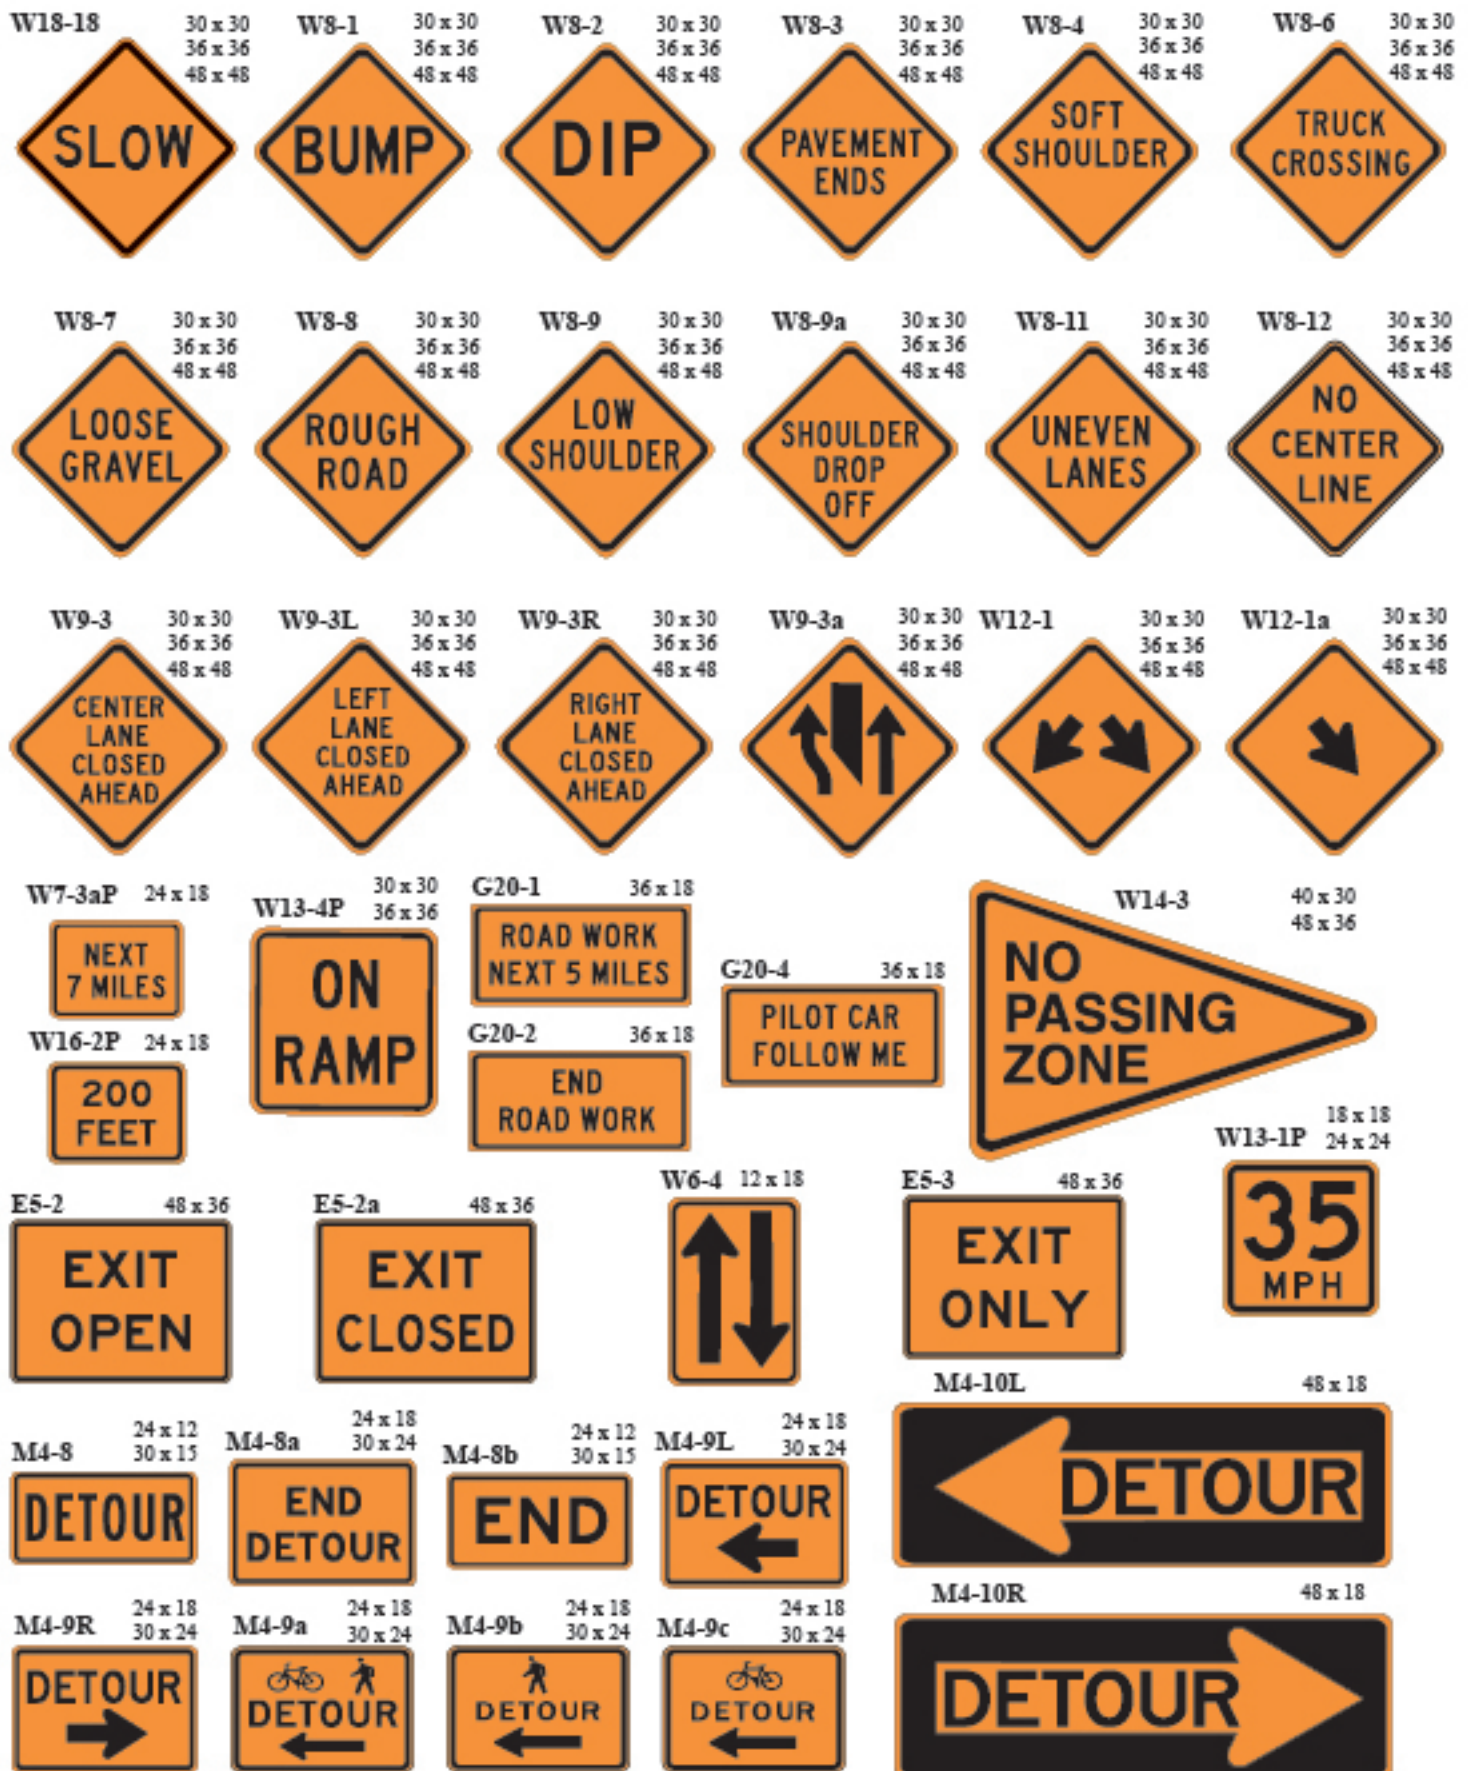 W18-18
30 x 30
36 x 36
48 x 48
SLOW
W8-1
30 x 30
36 x 36
48 x 48
BUMP
W8-2
30 x 30
36 x 36
48 x 48
DIP
W8-3
30 x 30
36 x 36
48 x 48
PAVEMENT
ENDS
W8-4
30 x 30
36 x 36
48 x 48
SOFT
SHOULDER
W8-6
30 x 30
36 x 36
48 x 48
TRUCK
CROSSING
W8-7
30 x 30
36 x 36
48 x 48
LOOSE
GRAVEL
W8-8
30 x 30
36 x 36
48 x 48
ROUGH
ROAD
W8-9
30 x 30
36 x 36
48 x 48
LOW
SHOULDER
W8-9a
30 x 30
36 x 36
48 x 48
SHOULDER
DROP
OFF
W8-11
30 x 30
36 x 36
48 x 48
UNEVEN
LANES
W8-12
30 x 30
36 x 36
48 x 48
NO
CENTER
LINE
W9-3
30 x 30
36 x 36
48 x 48
CENTER
LANE
CLOSED
AHEAD
W9-3L
30 x 30
36 x 36
48 x 48
LEFT
LANE
CLOSED
AHEAD
W9-3R
30 x 30
36 x 36
48 x 48
RIGHT
LANE
CLOSED
AHEAD
W9-3a
30 x 30
36 x 36
48 x 48
W12-1
30 x 30
36 x 36
48 x 48
W12-1a
30 x 30
36 x 36
48 x 48
W7-3aP
24 x 18
NEXT
7 MILES
W16-2P
24 x 18
200
FEET
W13-4P
30 x 30
36 x 36
ON
RAMP
G20-1
36 x 18
ROAD WORK
NEXT 5 MILES
G20-2
36 x 18
END
ROAD WORK
G20-4
36 x 18
PILOT CAR
FOLLOW ME
W14-3
40 x 30
48 x 36
NO
PASSING
ZONE
W13-1P
18 x 18
24 x 24
35
MPH
E5-2
48 x 36
EXIT
OPEN
E5-2a
48 x 36
EXIT
CLOSED
W6-4
12 x 18
E5-3
48 x 36
EXIT
ONLY
M4-8
24 x 12
30 x 15
DETOUR
M4-8a
24 x 18
30 x 24
END
DETOUR
M4-8b
24 x 12
30 x 15
END
M4-9L
24 x 18
30 x 24
DETOUR
M4-10L
48 x 18
DETOUR
M4-9R
24 x 18
30 x 24
DETOUR
M4-9a
24 x 18
30 x 24
DETOUR
M4-9b
24 x 18
30 x 24
DETOUR
M4-9c
24 x 18
30 x 24
DETOUR
M4-10R
48 x 18
DETOUR